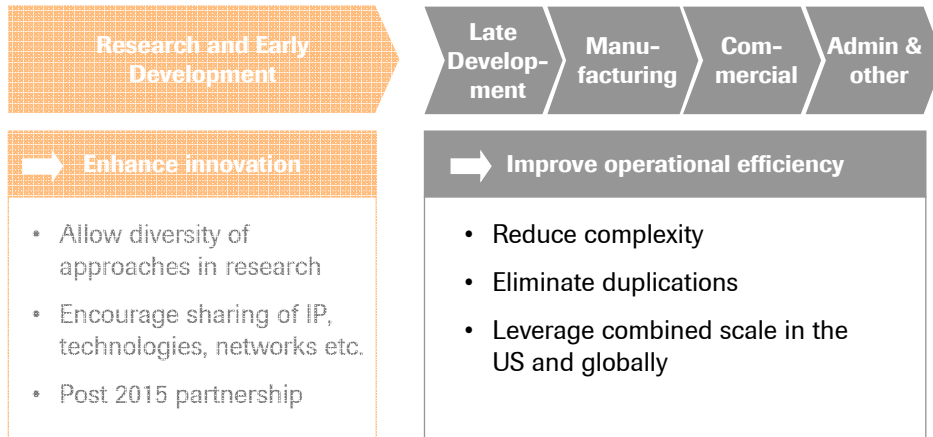 Research and Early
Development
Late
Develop-
ment
Manu-
facturing
Com-
mercial
Admin &
other
Enhance innovation
• Allow diversity of
approaches in research
• Encourage sharing of IP,
technologies, networks etc.
• Post 2015 partnership
Improve operational efficiency
• Reduce complexity
• Eliminate duplications
• Leverage combined scale in the
US and globally